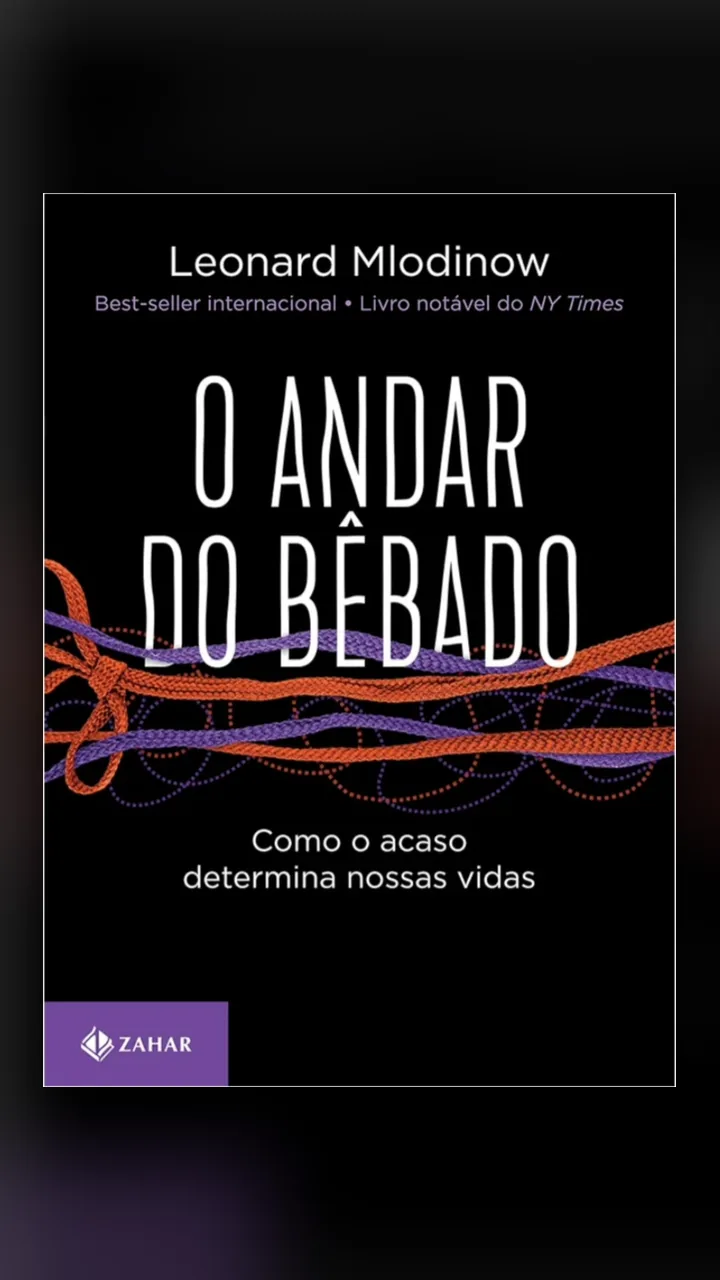 Leonard Mlodinow
Best-seller internacional • Livro notável do NY Times
O ANDAR
DO BÊBADO
Como o acaso
determina nossas vidas
ZAHAR